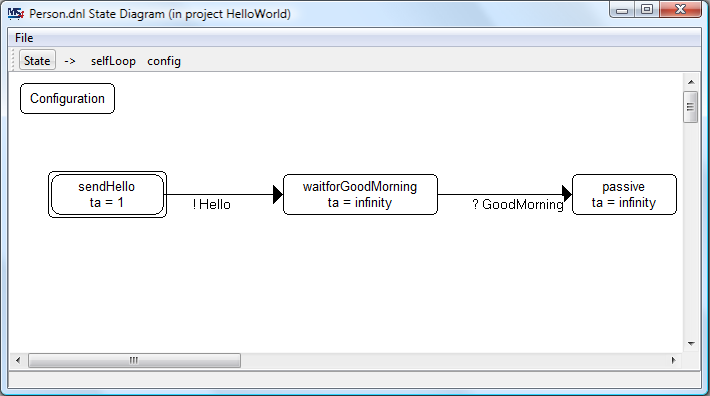 Person.dnl State Diagram (in project HelloWorld)
File
State -> selfLoop config
Configuration
sendHello
ta = 1
! Hello
waitforGoodMorning
ta = infinity
? GoodMorning
passive
ta = infinity